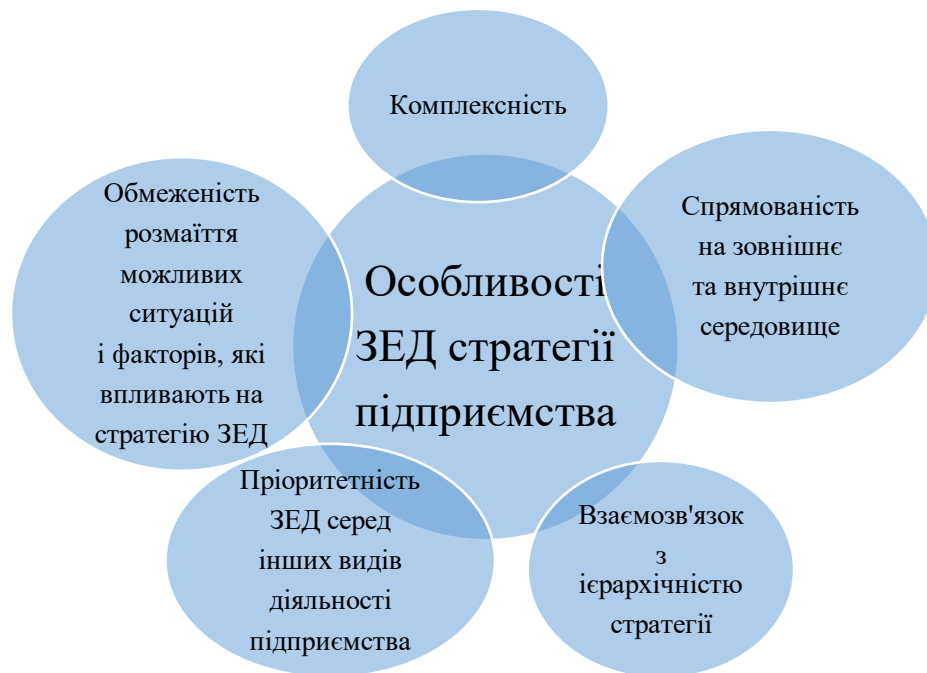 Комплексність
Обмеженість
розмаїття
можливих
ситуацій
і факторів, які
впливають на
стратегію ЗЕД
Особливості
ЗЕД стратегії
підприємства
Спрямованість
на зовнішнє
та внутрішнє
середовище
Пріоритетність
ЗЕД серед
інших видів
діяльності
підприємства
Взаємозв'язок
з
ієрархічністю
стратегії